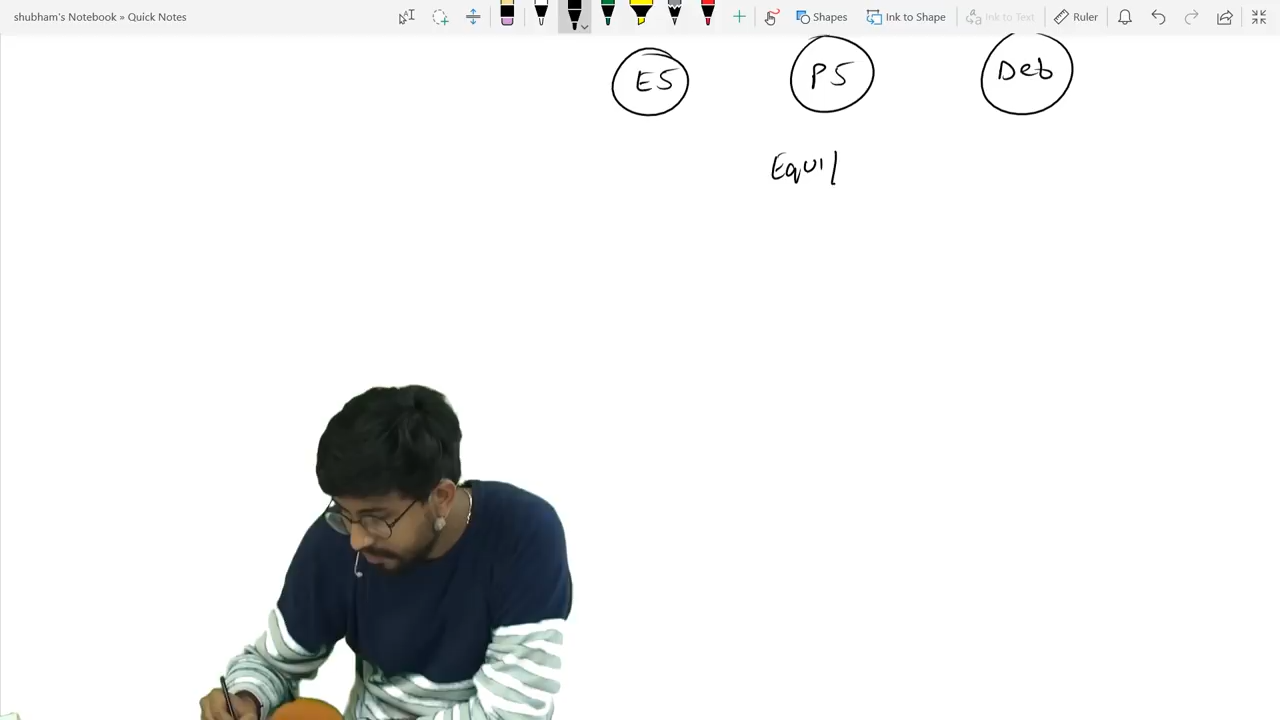 shubham's Notebook » Quick Notes
Shapes Ink to Shape Ink to Text Ruler
ES PS Deb
Equi